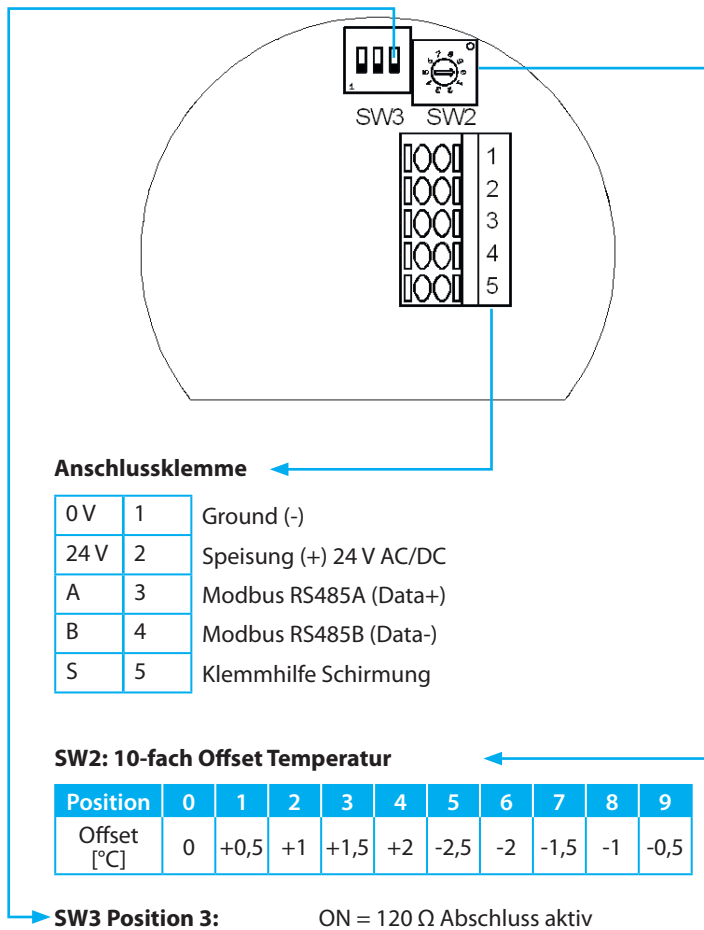 1
SW3 SW2
1
2
3
4
5
Anschlussklemme
0 V 1 Ground (-)
24 V 2 Speisung (+) 24 V AC/DC
A 3 Modbus RS485A (Data+)
B 4 Modbus RS485B (Data-)
S 5 Klemmhilfe Schirmung
SW2: 10-fach Offset Temperatur
Position 0 1 2 3 4 5 6 7 8 9
Offset
[°C] 0 +0,5 +1 +1,5 +2 -2,5 -2 -1,5 -1 -0,5
SW3 Position 3: ON = 120 Ω Abschluss aktiv